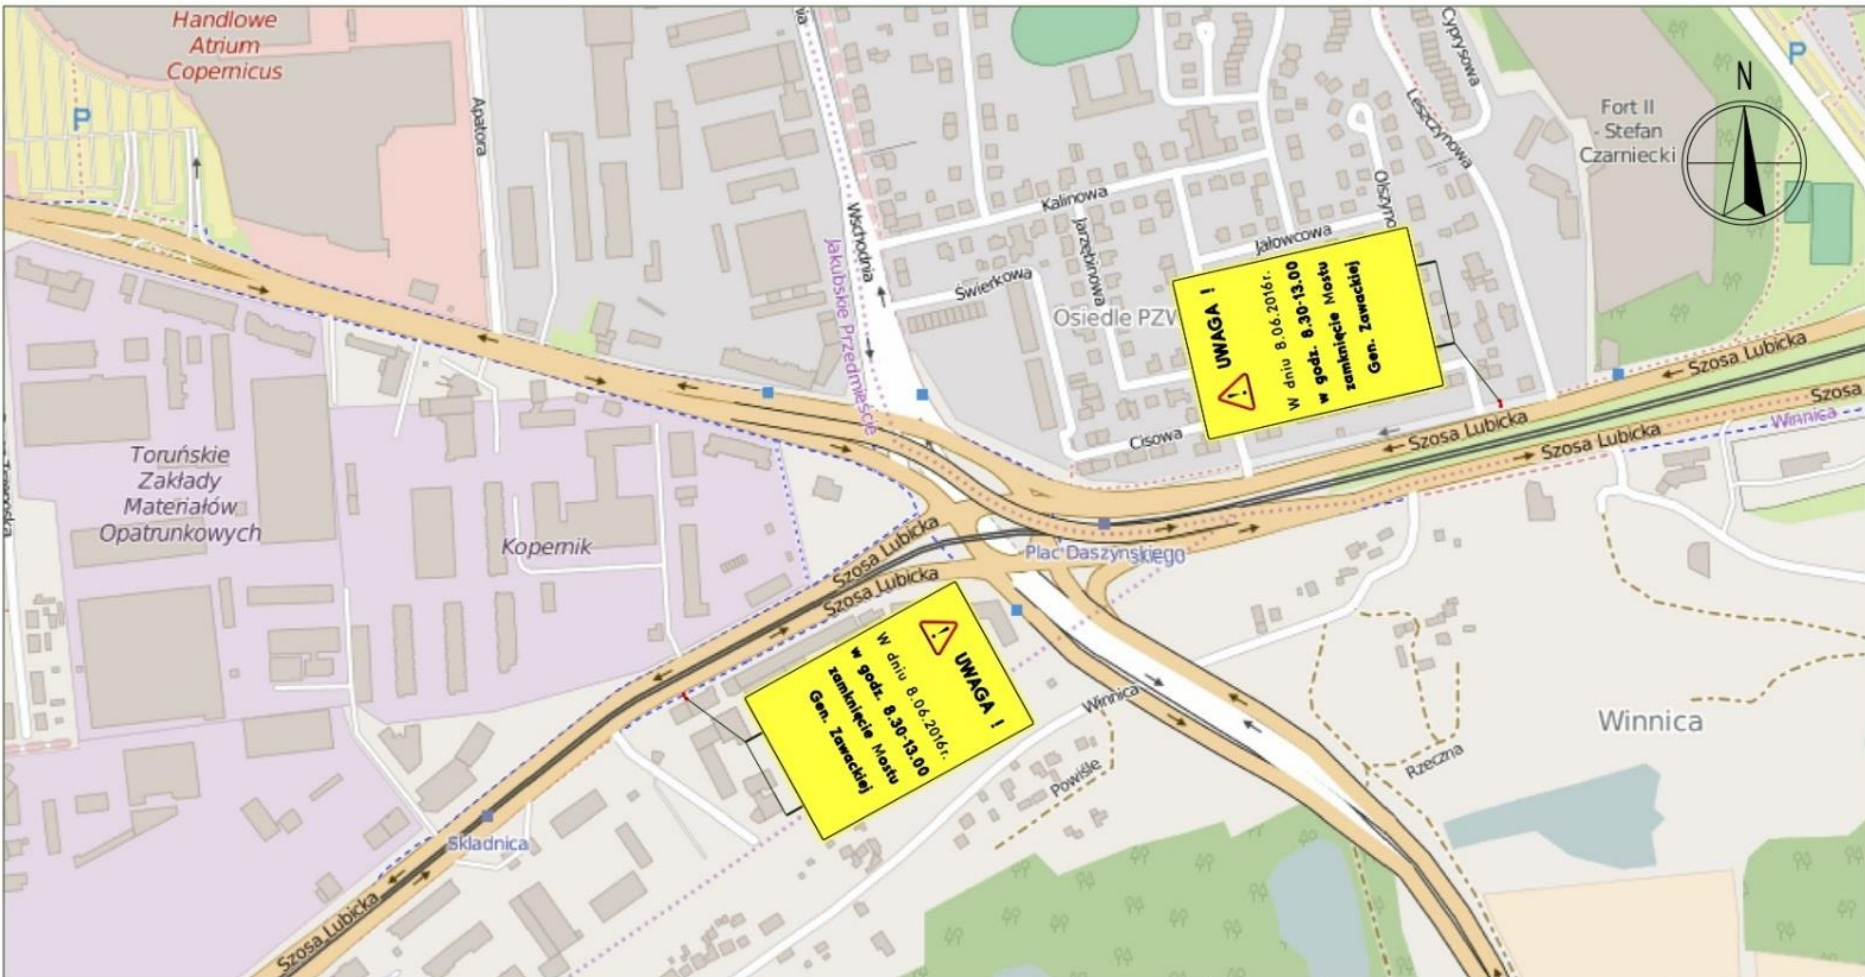 Handlowe
Atrium
Copernicus
P
Apatora
Wschodnia
Jakubskie Przedmieście
Kalinowa
Jarzębinowa
Świerkowa
Jałowcowa
Leszczynowa
Cyprysowa
Fort II
- Stefan
Czarniecki
P
N
Cisowa
UWAGA !
W dniu 8.06.2016r.
w godz. 8.30-13.00
zamknięcie Mostu
Gen. Zawackiej
Szosa Lubicka
Szosa Lubicka
Szosa Lubicka
Szosa
Winnica
Toruńskie
Zakłady
Materiałów
Opatrunkowych
Kopernik
Szosa Lubicka
Szosa Lubicka
Plac Daszyńskiego
UWAGA !
W dniu 8.06.2016r.
w godz. 8.30-13.00
zamknięcie Mostu
Gen. Zawackiej
Winnica
Powiśle
Rzeczna
Winnica
Składnica
Szosa Lubicka